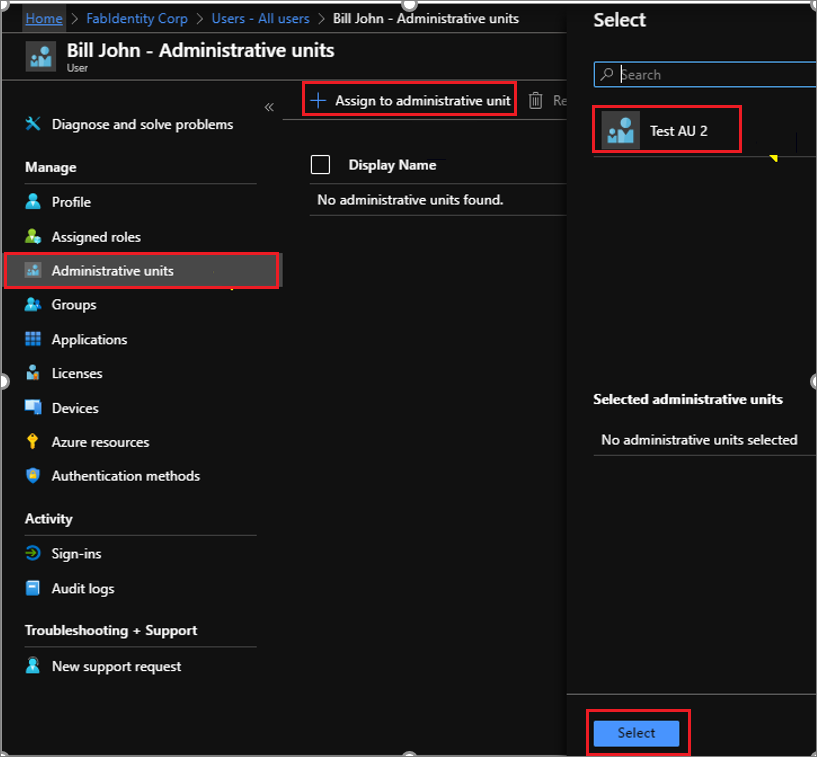 Home > FabIdentity Corp > Users - All users > Bill John - Administrative units
Bill John - Administrative units
User
«
Diagnose and solve problems
Manage
Profile
Assigned roles
Administrative units
Groups
Applications
Licenses
Devices
Azure resources
Authentication methods
Activity
Sign-ins
Audit logs
Troubleshooting + Support
New support request
+ Assign to administrative unit
Re
Display Name
No administrative units found.
Select
Search
Test AU 2
Selected administrative units
No administrative units selected
Select